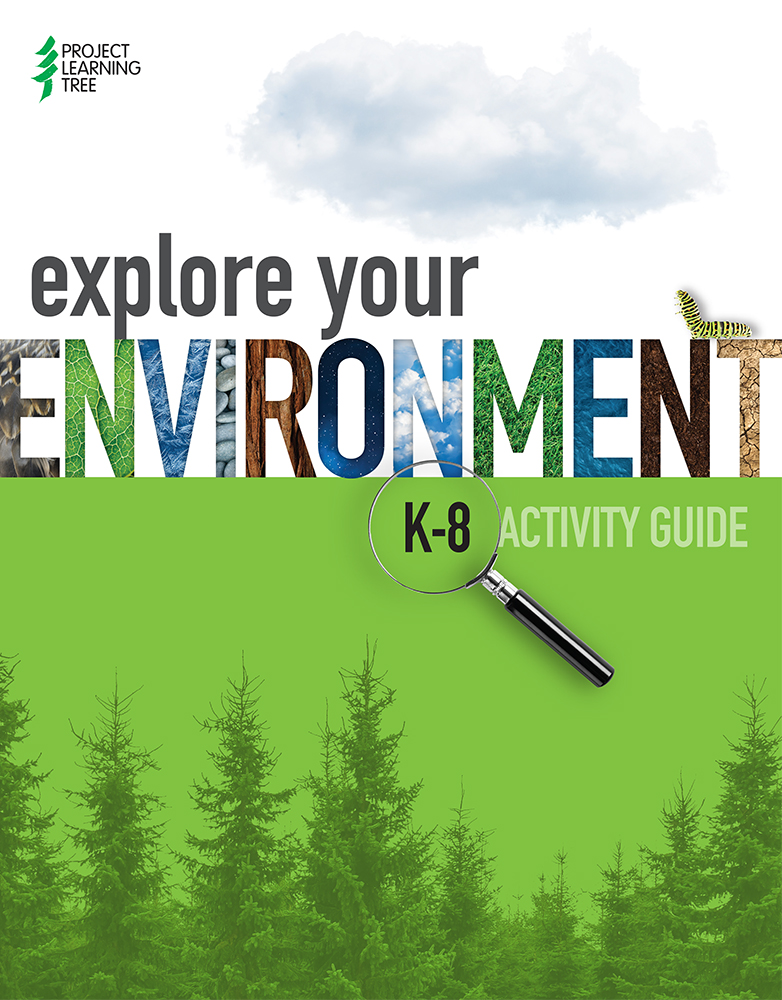 PROJECT
LEARNING
TREE
explore your
ENVIRONMENT
K-8 ACTIVITY GUIDE